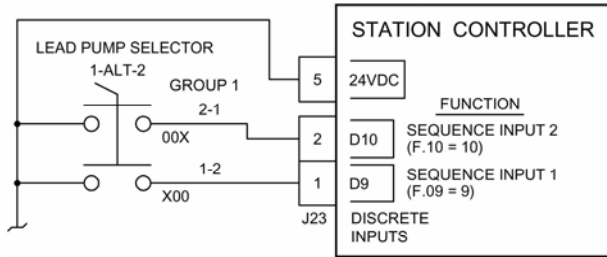 STATION CONTROLLER
LEAD PUMP SELECTOR
1-ALT-2
GROUP 1
5
24VDC
FUNCTION
2-1
00X
2
D10
SEQUENCE INPUT 2
(F.10 = 10)
1-2
X00
1
D9
SEQUENCE INPUT 1
(F.09 = 9)
J23
DISCRETE
INPUTS